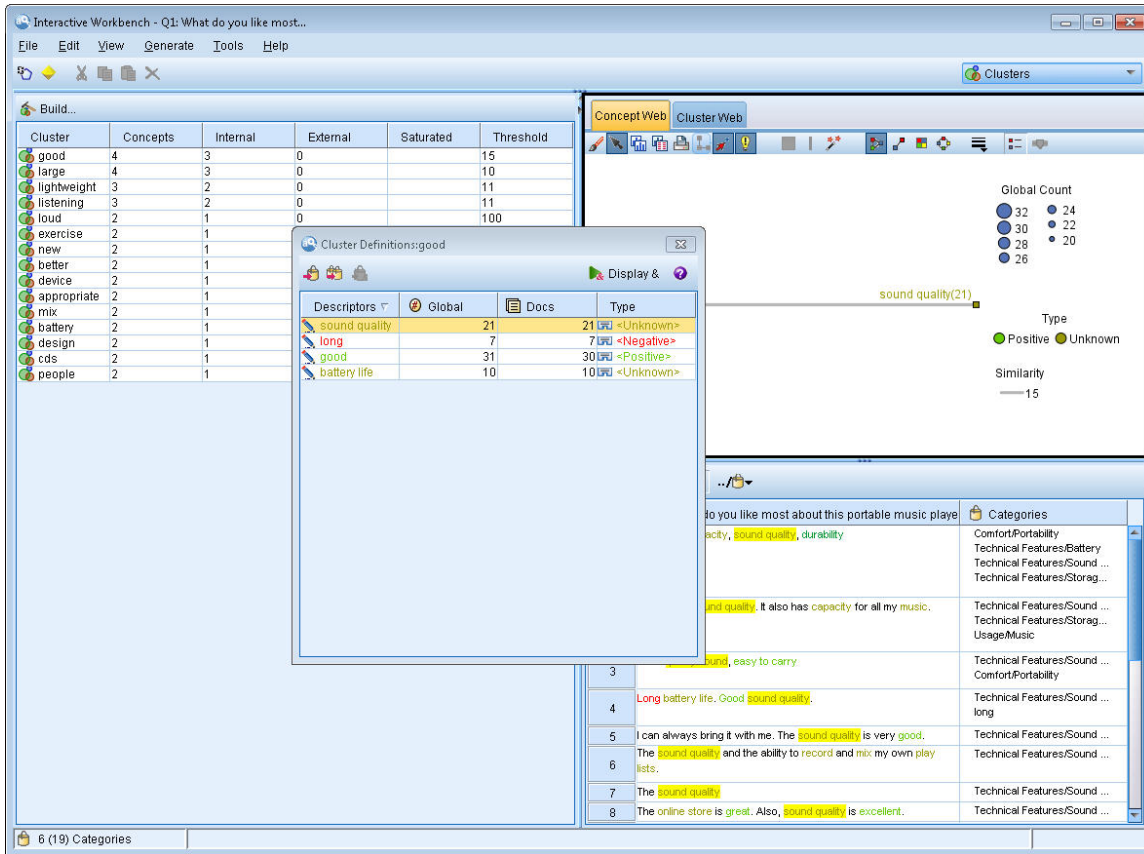 Interactive Workbench - Q1: What do you like most...
File Edit View Generate Tools Help
Clusters
Build...
Cluster Concepts Internal External Saturated Threshold
good 4 3 0 15
large 4 3 0 10
lightweight 3 2 0 11
listening 3 2 0 11
loud 2 1 0 100
exercise 2 1
new 2 1
better 2 1
device 2 1
appropriate 2 1
mix 2 1
battery 2 1
design 2 1
cds 2 1
people 2 1
Cluster Definitions:good
Display &
Descriptors Global Docs Type
sound quality 21 21 <Unknown>
long 7 7 <Negative>
good 31 30 <Positive>
battery life 10 10 <Unknown>
Concept Web Cluster Web
Global Count
32 24
30 22
28 20
26
sound quality(21)
Type
Positive Unknown
Similarity
15
../
do you like most about this portable music playe Categories
sound quality, durability
Comfort/Portability
Technical Features/Battery
Technical Features/Sound ...
Technical Features/Storag...
quality. It also has capacity for all my music.
Technical Features/Sound ...
Technical Features/Storag...
Usage/Music
3 easy to carry
Technical Features/Sound ...
Comfort/Portability
4 Long battery life. Good sound quality.
Technical Features/Sound ...
long
5 I can always bring it with me. The sound quality is very good. Technical Features/Sound ...
6 The sound quality and the ability to record and mix my own play Technical Features/Sound ...
lists.
7 The sound quality Technical Features/Sound ...
8 The online store is great. Also, sound quality is excellent. Technical Features/Sound ...
6 (19) Categories